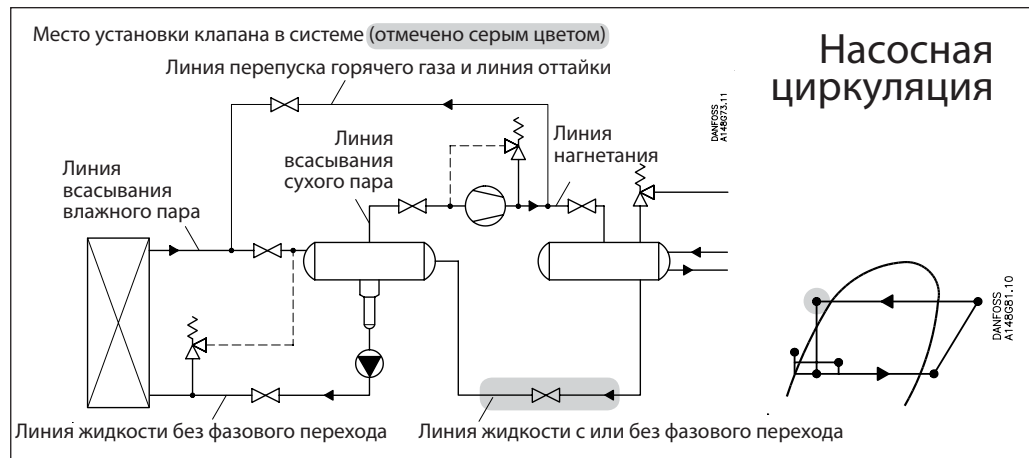 Место установки клапана в системе (отмечено серым цветом)
Насосная
циркуляция
Линия перепуска горячего газа и линия оттайки
DANFOSS
A148G73.11
Линия
всасывания
сухого пара
Линия
нагнетания
Линия
всасывания
влажного пара
DANFOSS
A148G81.10
Линия жидкости без фазового перехода
Линия жидкости с или без фазового перехода